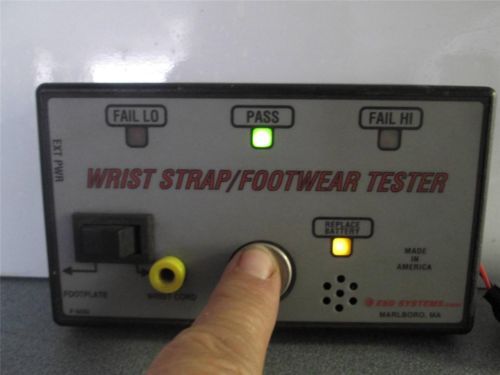 FAIL LO
PASS
FAIL HI
EXT PWR
WRIST STRAP/FOOTWEAR TESTER
REPLACE
BATTERY
MADE
IN
AMERICA
FOOTPLATE
WRIST CORD
ESD SYSTEMS.com
MARLBORO, MA